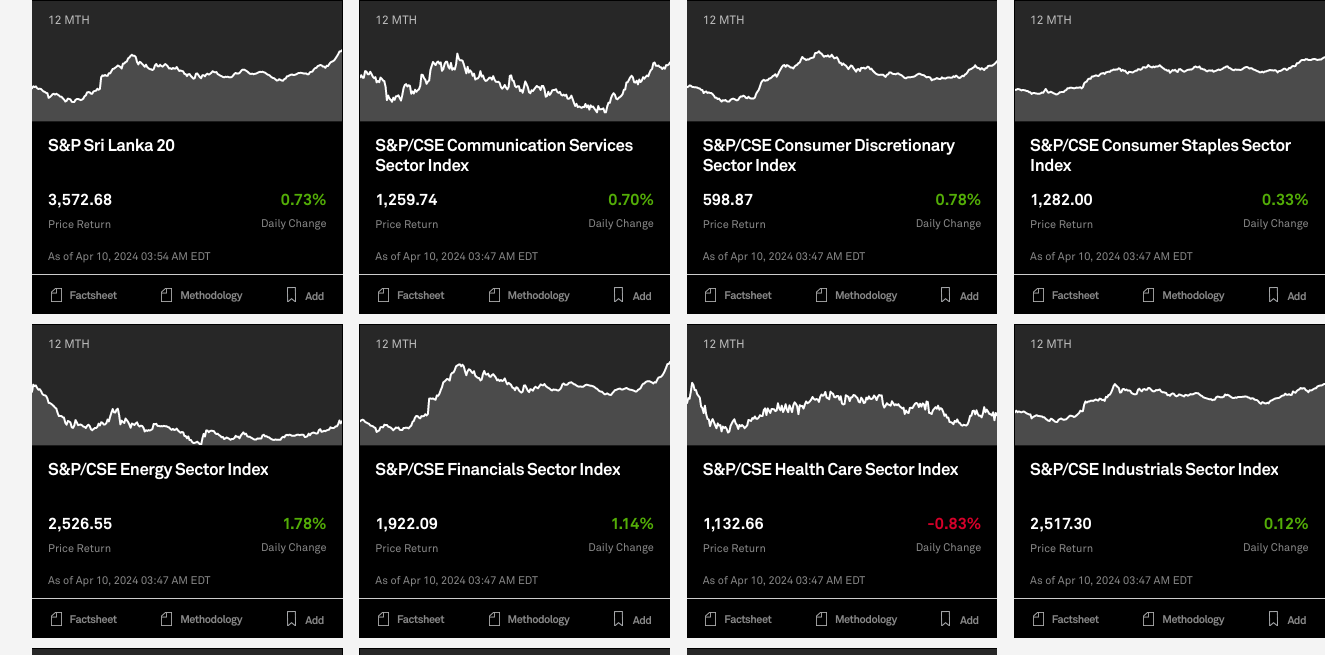 12 MTH
S&P Sri Lanka 20
3,572.68 0.73%
Price Return Daily Change
As of Apr 10, 2024 03:54 AM EDT
Factsheet Methodology Add
12 MTH
S&P/CSE Communication Services
Sector Index
1,259.74 0.70%
Price Return Daily Change
As of Apr 10, 2024 03:47 AM EDT
Factsheet Methodology Add
12 MTH
S&P/CSE Consumer Discretionary
Sector Index
598.87 0.78%
Price Return Daily Change
As of Apr 10, 2024 03:47 AM EDT
Factsheet Methodology Add
12 MTH
S&P/CSE Consumer Staples Sector
Index
1,282.00 0.33%
Price Return Daily Change
As of Apr 10, 2024 03:47 AM EDT
Factsheet Methodology Add
12 MTH
S&P/CSE Energy Sector Index
2,526.55 1.78%
Price Return Daily Change
As of Apr 10, 2024 03:47 AM EDT
Factsheet Methodology Add
12 MTH
S&P/CSE Financials Sector Index
1,922.09 1.14%
Price Return Daily Change
As of Apr 10, 2024 03:47 AM EDT
Factsheet Methodology Add
12 MTH
S&P/CSE Health Care Sector Index
1,132.66 -0.83%
Price Return Daily Change
As of Apr 10, 2024 03:47 AM EDT
Factsheet Methodology Add
12 MTH
S&P/CSE Industrials Sector Index
2,517.30 0.12%
Price Return Daily Change
As of Apr 10, 2024 03:47 AM EDT
Factsheet Methodology Add